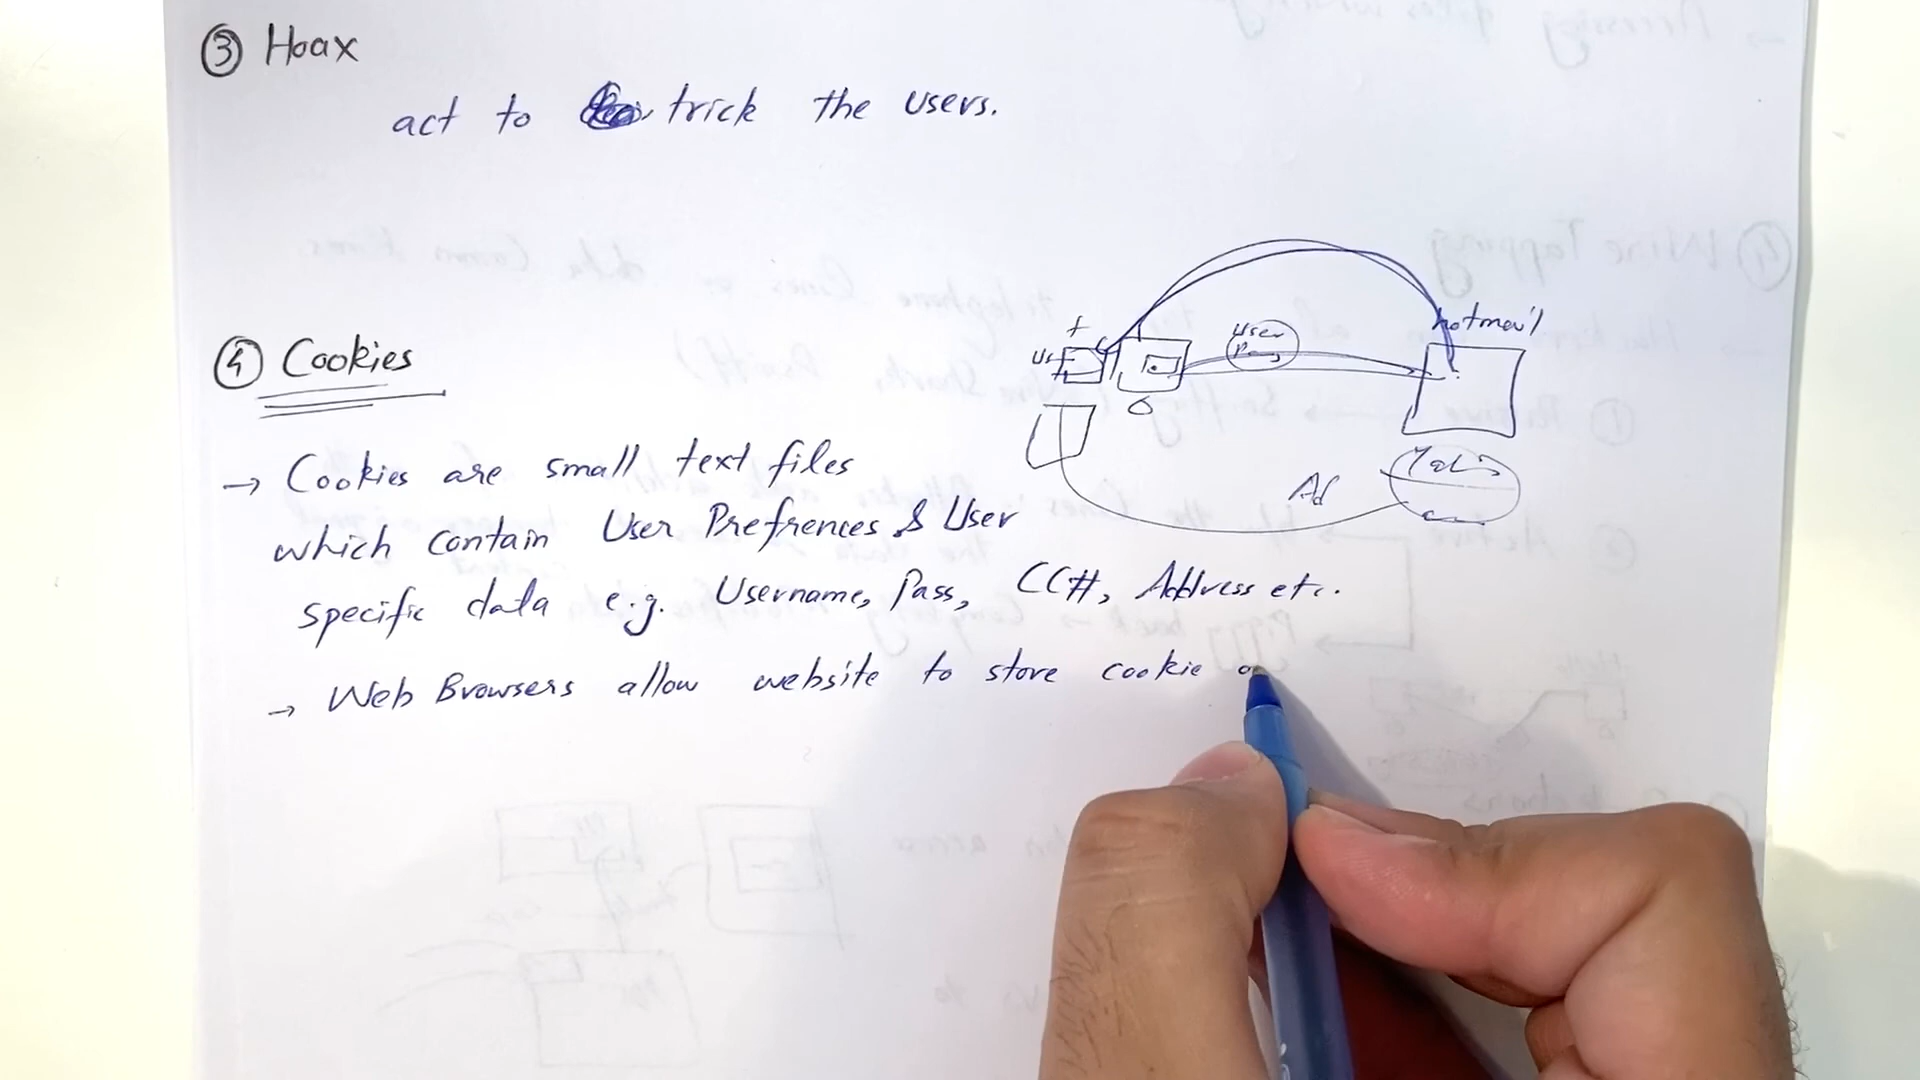 ③ Hoax
act to trick the users.
④ Cookies
→ Cookies are small text files
which contain User Prefrences & User
specific data e.g. Username, Pass, CC#, Address etc.
→ Web Browsers allow website to store cookie
hotmail
User
Ad